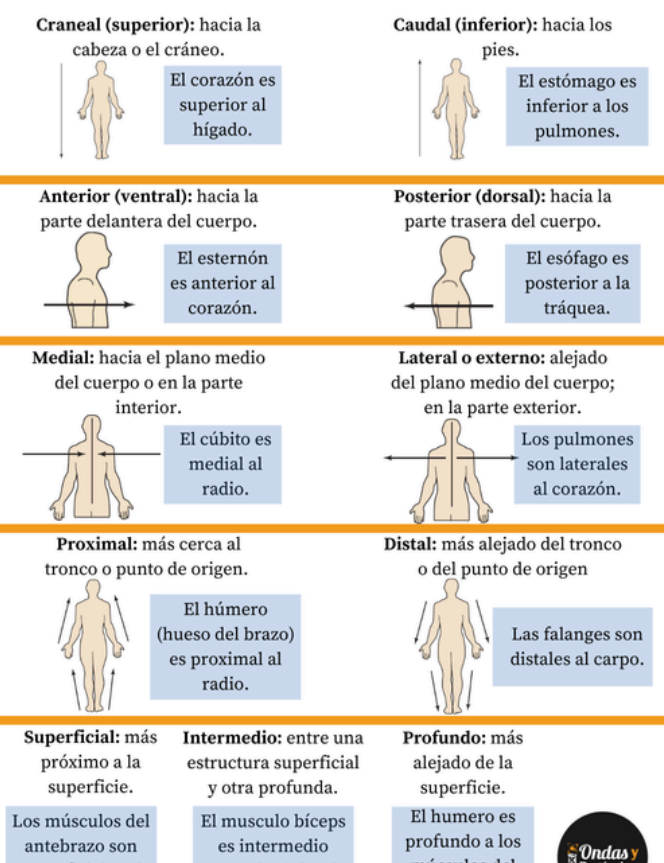 Craneal (superior): hacia la
cabeza o el cráneo.
El corazón es
superior al
hígado.
Caudal (inferior): hacia los
pies.
El estómago es
inferior a los
pulmones.
Anterior (ventral): hacia la
parte delantera del cuerpo.
El esternón
es anterior al
corazón.
Posterior (dorsal): hacia la
parte trasera del cuerpo.
El esófago es
posterior a la
tráquea.
Medial: hacia el plano medio
del cuerpo o en la parte
interior.
El cúbito es
medial al
radio.
Lateral o externo: alejado
del plano medio del cuerpo;
en la parte exterior.
Los pulmones
son laterales
al corazón.
Proximal: más cerca al
tronco o punto de origen.
El húmero
(hueso del brazo)
es proximal al
radio.
Distal: más alejado del tronco
o del punto de origen
Las falanges son
distales al carpo.
Superficial: más
próximo a la
superficie.
Los músculos del
antebrazo son
Intermedio: entre una
estructura superficial
y otra profunda.
El musculo bíceps
es intermedio
Profundo: más
alejado de la
superficie.
El humero es
profundo a los
Ondas y